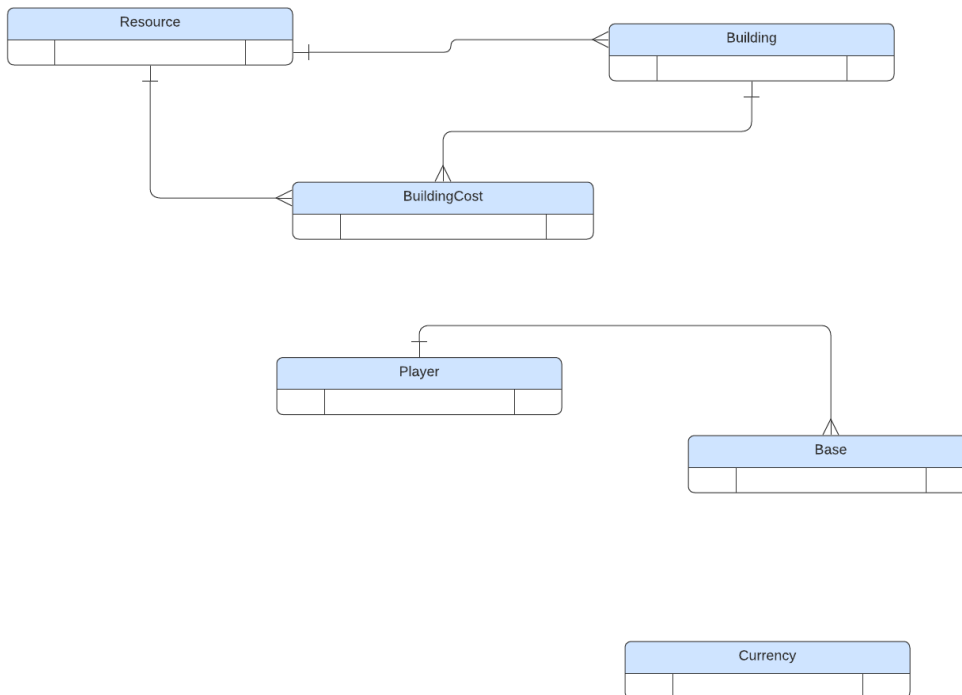 Resource
Building
BuildingCost
Player
Base
Currency